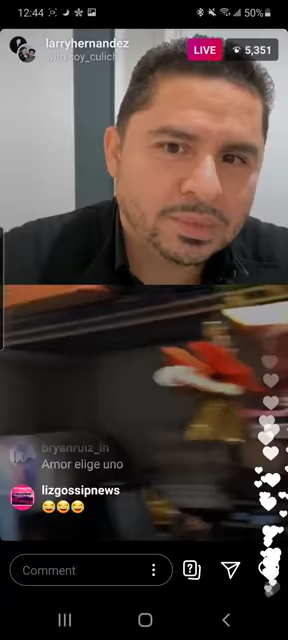 12:44
50%
larryhernandez
LIVE
5,351
with soy_culichi
bryanruiz_lh
Amor elige uno
lizgossipnews
😂😂😂
Comment